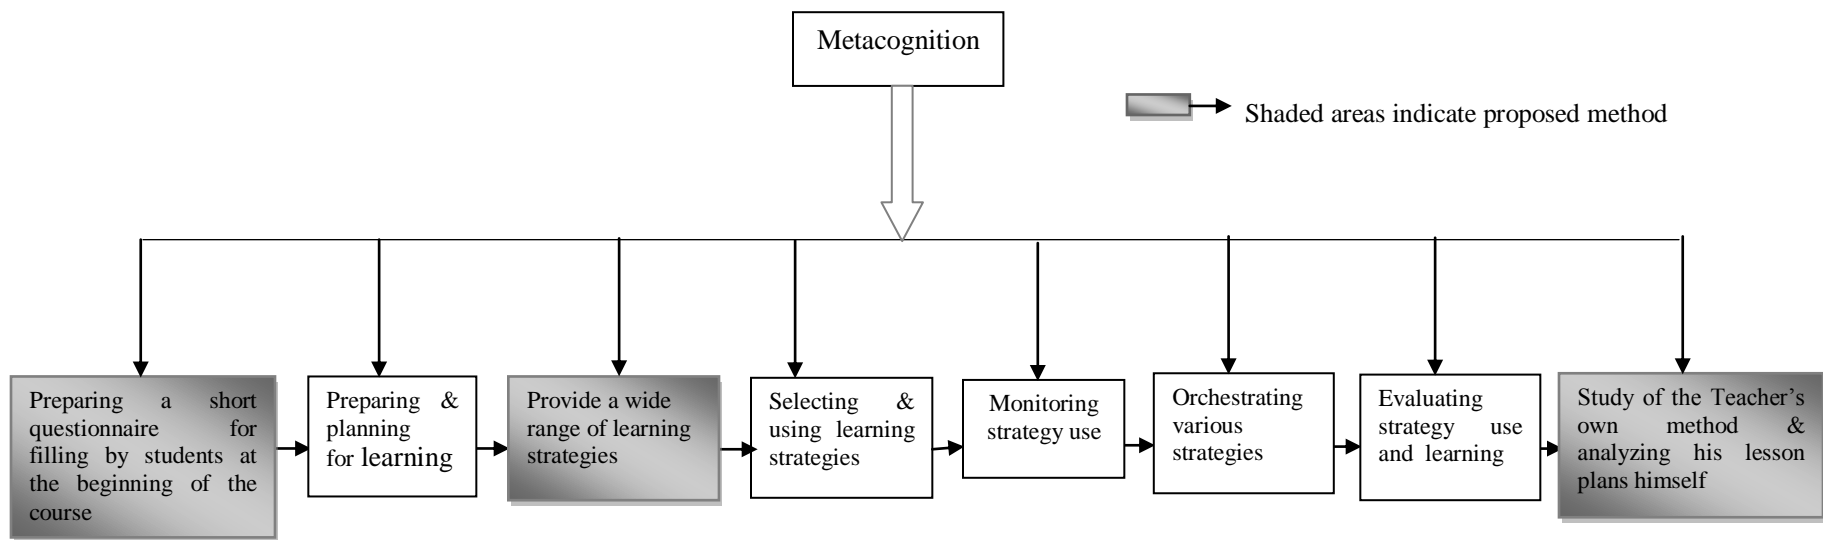 Metacognition
Shaded areas indicate proposed method
Preparing a short
questionnaire for
filling by students at
the beginning of the
course
Preparing &
planning
for learning
Provide a wide
range of learning
strategies
Selecting &
using learning
strategies
Monitoring
strategy use
Orchestrating
various
strategies
Evaluating
strategy use
and learning
Study of the Teacher’s
own method &
analyzing his lesson
plans himself